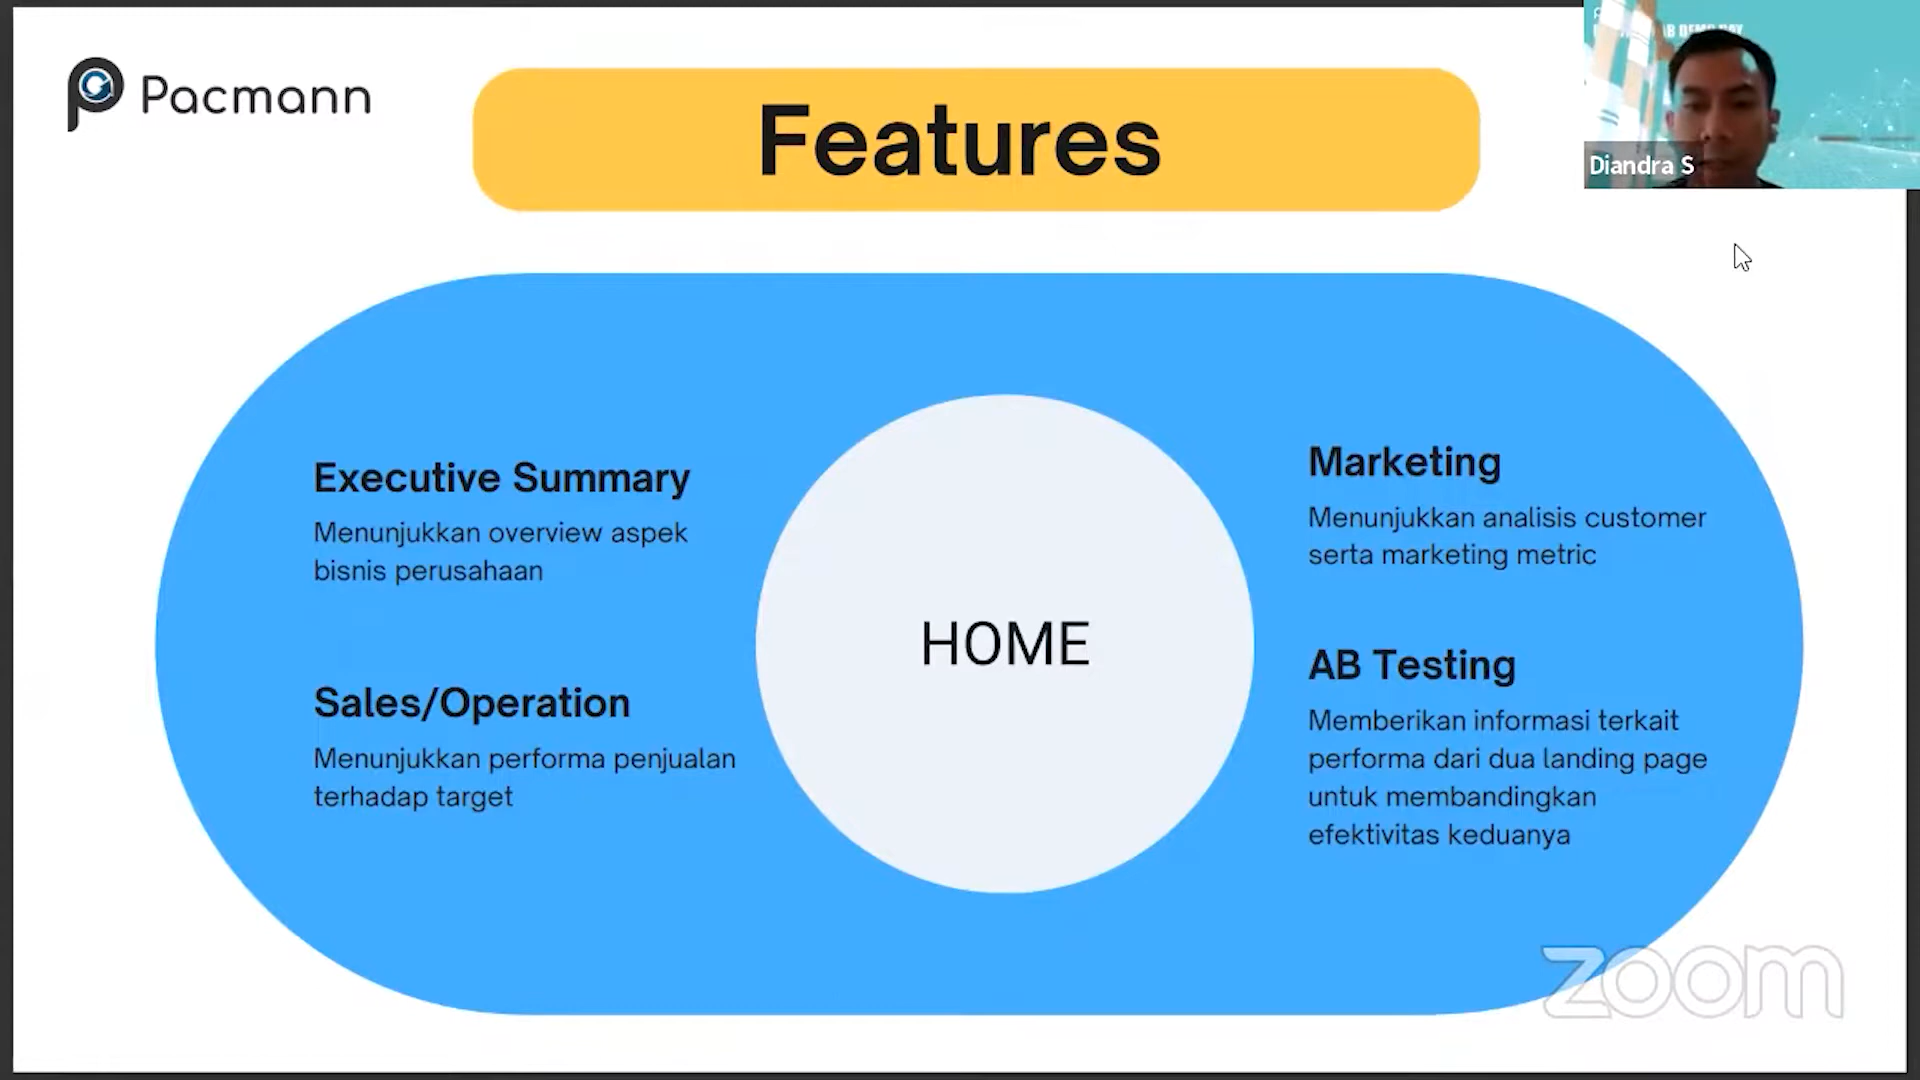 Pacmann
Features
Diandra S
Executive Summary
Menunjukkan overview aspek
bisnis perusahaan
Sales/Operation
Menunjukkan performa penjualan
terhadap target
HOME
Marketing
Menunjukkan analisis customer
serta marketing metric
AB Testing
Memberikan informasi terkait
performa dari dua landing page
untuk membandingkan
efektivitas keduanya
zoom